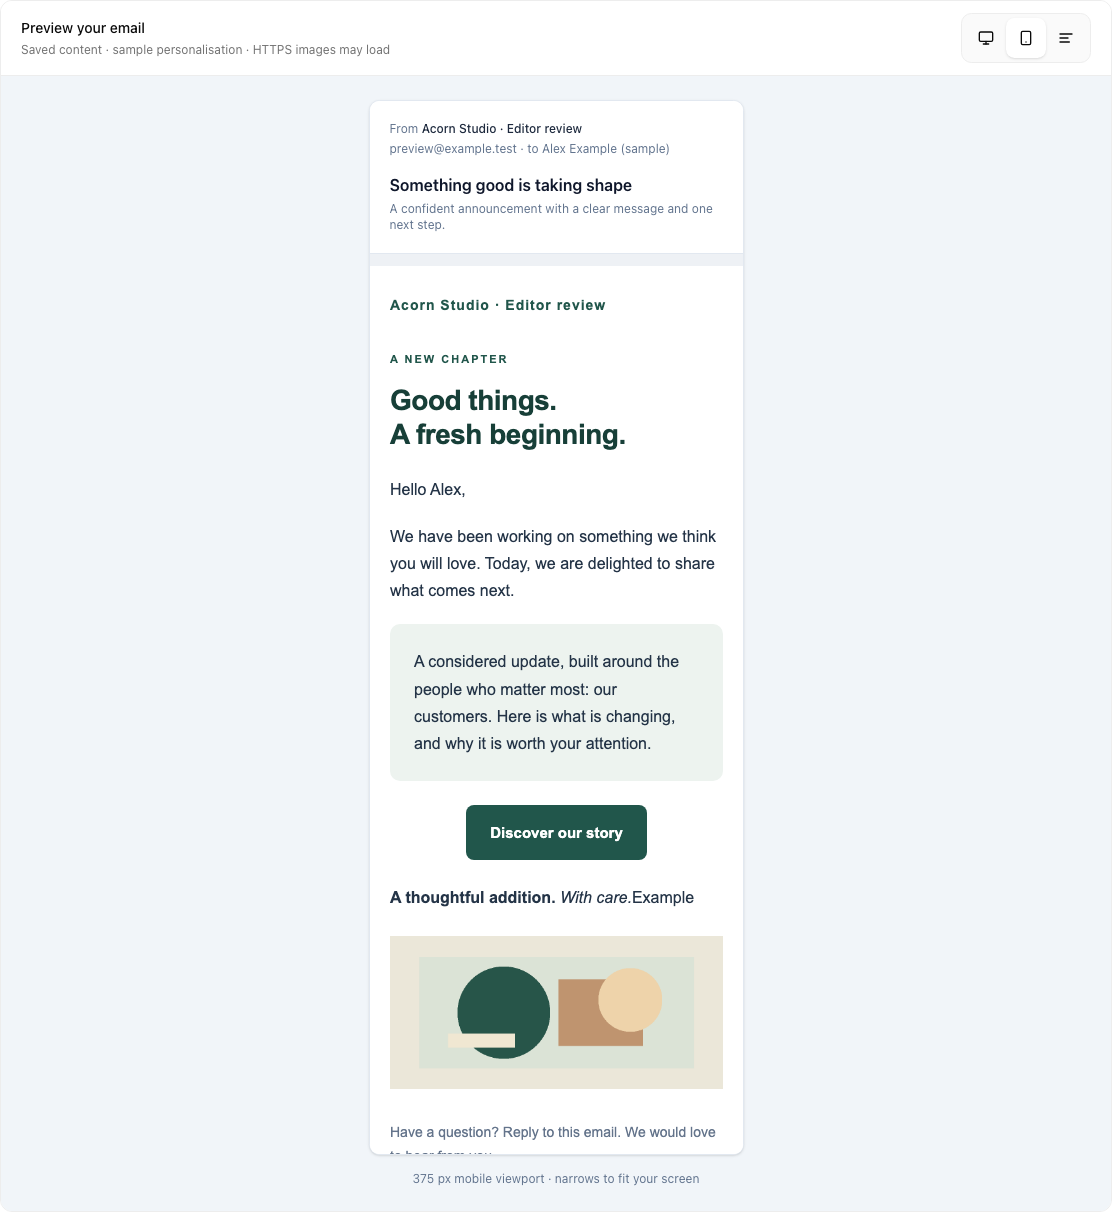 Preview your email
Saved content · sample personalisation · HTTPS images may load
From Acorn Studio · Editor review
preview@example.test · to Alex Example (sample)
Something good is taking shape
A confident announcement with a clear message and one
next step.
Acorn Studio · Editor review
A NEW CHAPTER
Good things.
A fresh beginning.
Hello Alex,
We have been working on something we think
you will love. Today, we are delighted to share
what comes next.
A considered update, built around the
people who matter most: our
customers. Here is what is changing,
and why it is worth your attention.
Discover our story
A thoughtful addition. With care.Example
Have a question? Reply to this email. We would love
to hear from you.
375 px mobile viewport · narrows to fit your screen